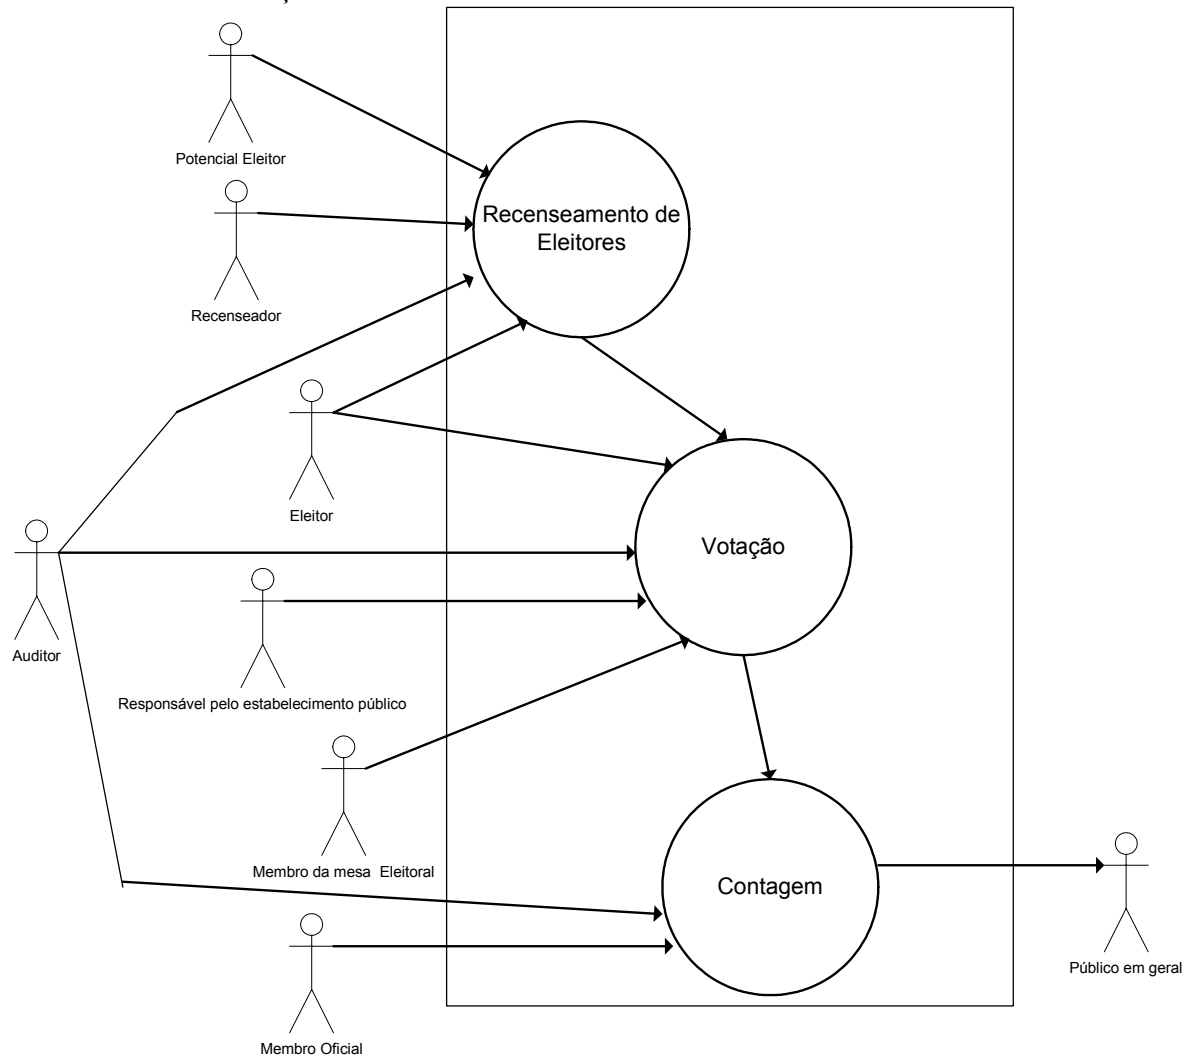 Potencial Eleitor
Recenseador
Recenseamento de
Eleitores
Eleitor
Votação
Auditor
Responsável pelo estabelecimento público
Membro da mesa Eleitoral
Contagem
Público em geral
Membro Oficial